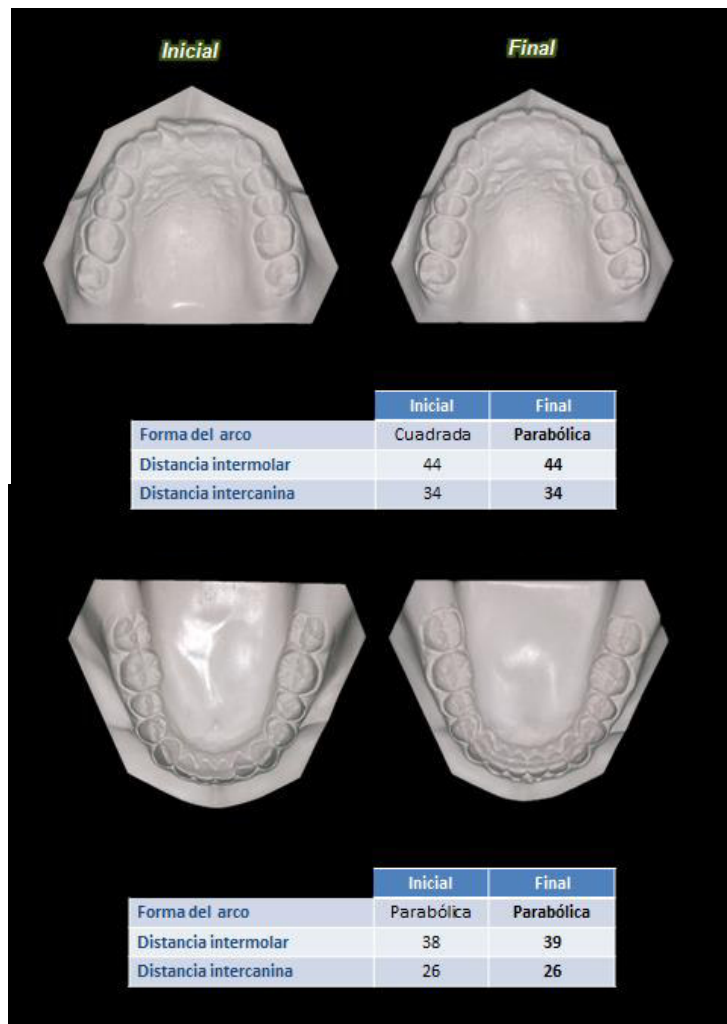 Inicial Final
Inicial Final
Forma del arco Cuadrada Parabólica
Distancia intermolar 44 44
Distancia intercanina 34 34
Inicial Final
Forma del arco Parabólica Parabólica
Distancia intermolar 38 39
Distancia intercanina 26 26